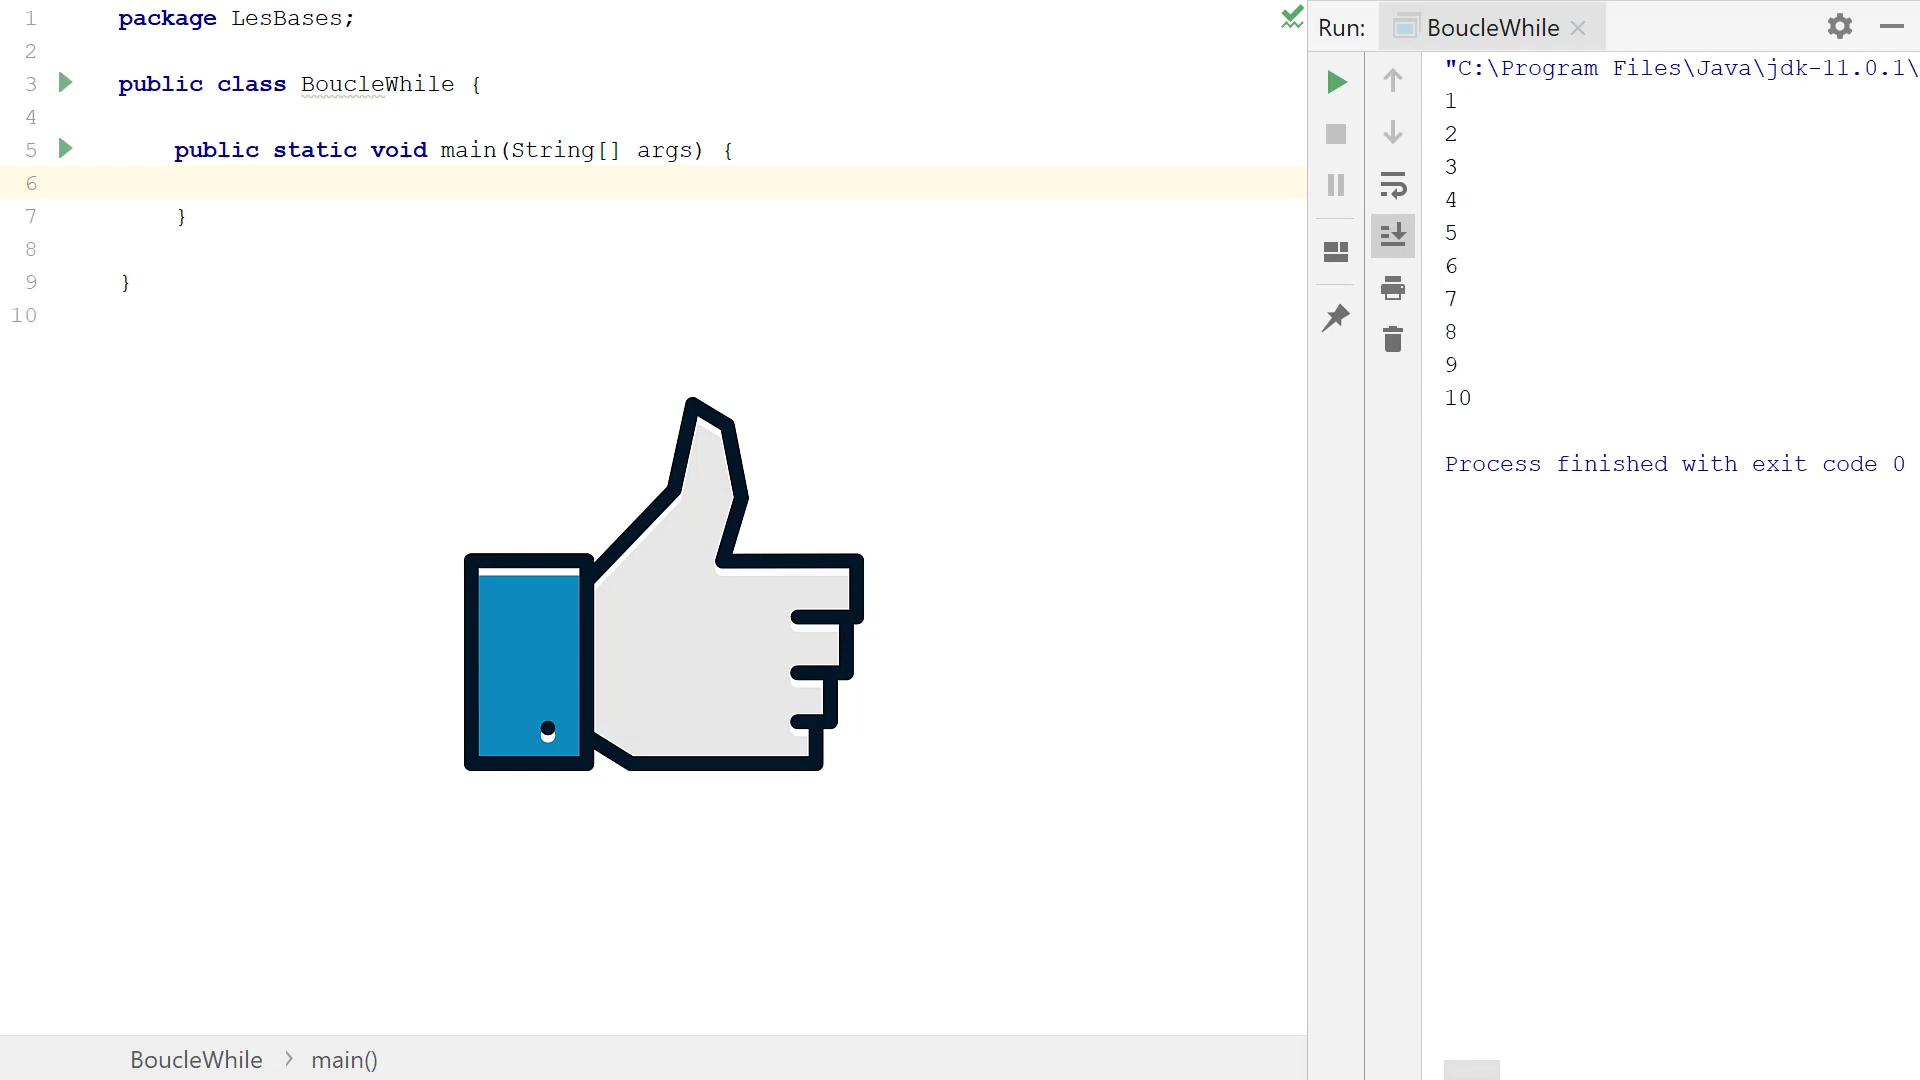 1 package LesBases;
2
3 public class BoucleWhile {
4
5 public static void main(String[] args) {
6
7 }
8
9 }
10
BoucleWhile > main()
Run: BoucleWhile
"C:\Program Files\Java\jdk-11.0.1\
1
2
3
4
5
6
7
8
9
10
Process finished with exit code 0